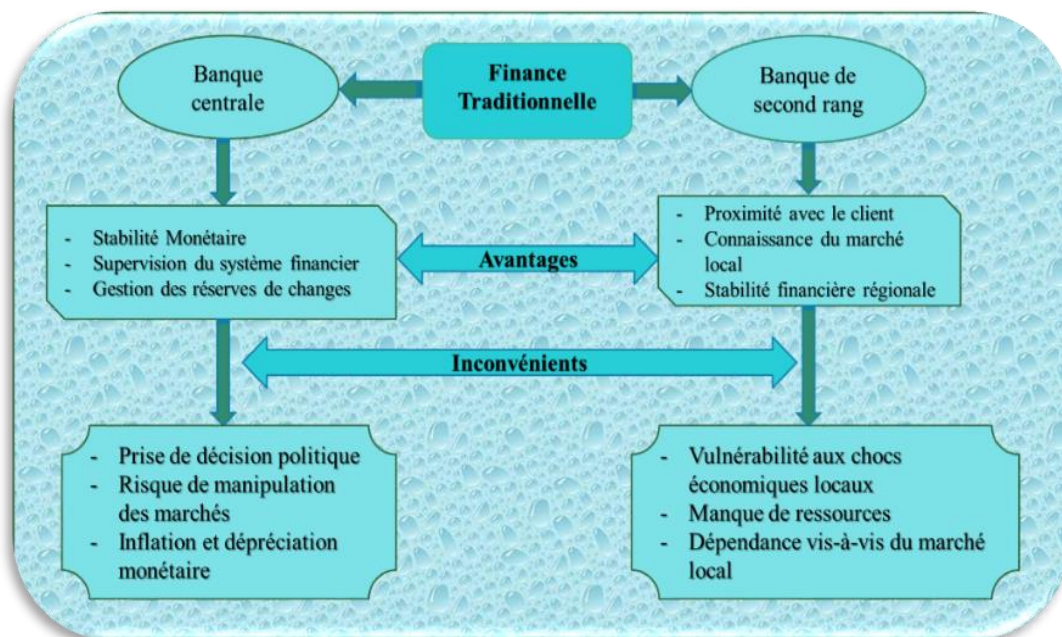 Banque
centrale
Finance
Traditionnelle
Banque de
second rang
- Stabilité Monétaire
- Supervision du système financier
- Gestion des réserves de changes
Avantages
- Proximité avec le client
- Connaissance du marché
local
- Stabilité financière régionale
Inconvénients
- Prise de décision politique
- Risque de manipulation
des marchés
- Inflation et dépréciation
monétaire
- Vulnérabilité aux chocs
économiques locaux
- Manque de ressources
- Dépendance vis-à-vis du marché
local